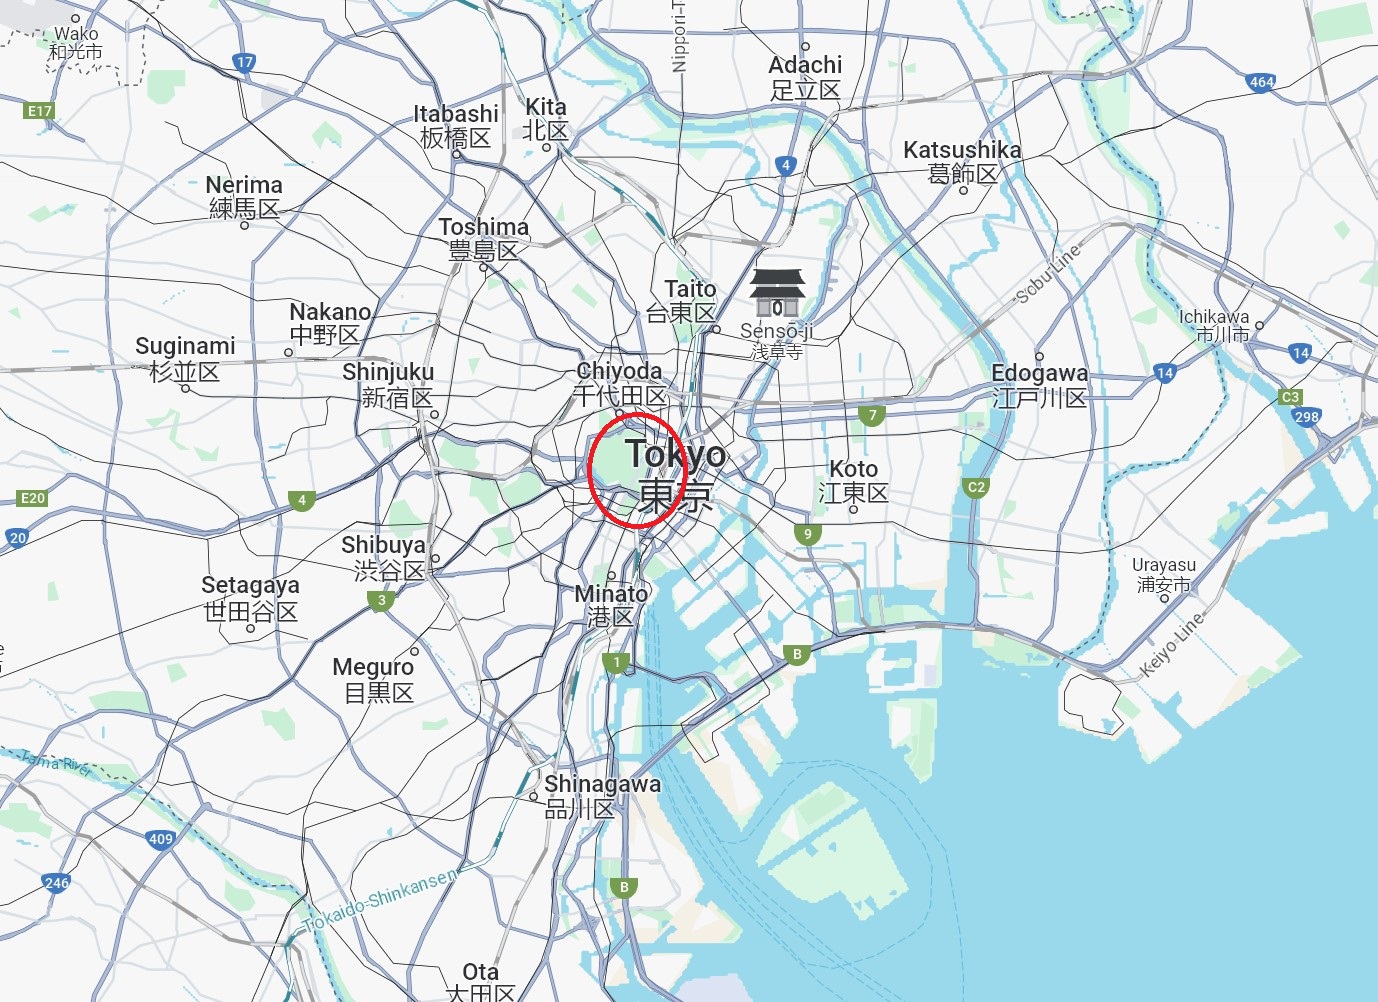 Wako
和光市
17
E17
Itabashi
板橋区
Kita
北区
Nippori-T
Adachi
足立区
464
4
Katsushika
葛飾区
Nerima
練馬区
Toshima
豊島区
Sobu Line
Taito
台東区
Sensō-ji
浅草寺
Nakano
中野区
Ichikawa
市川市
Suginami
杉並区
Shinjuku
新宿区
Chiyoda
千代田区
Edogawa
江戸川区
14
14
C3
298
7
Tokyo
東京
Koto
江東区
C2
E20
4
20
9
Shibuya
渋谷区
Setagaya
世田谷区
3
Minato
港区
Urayasu
浦安市
Keiyo Line
e
Meguro
目黒区
1
B
Tama River
Shinagawa
品川区
409
246
B
Tokaido-Shinkansen
Ota
大田区